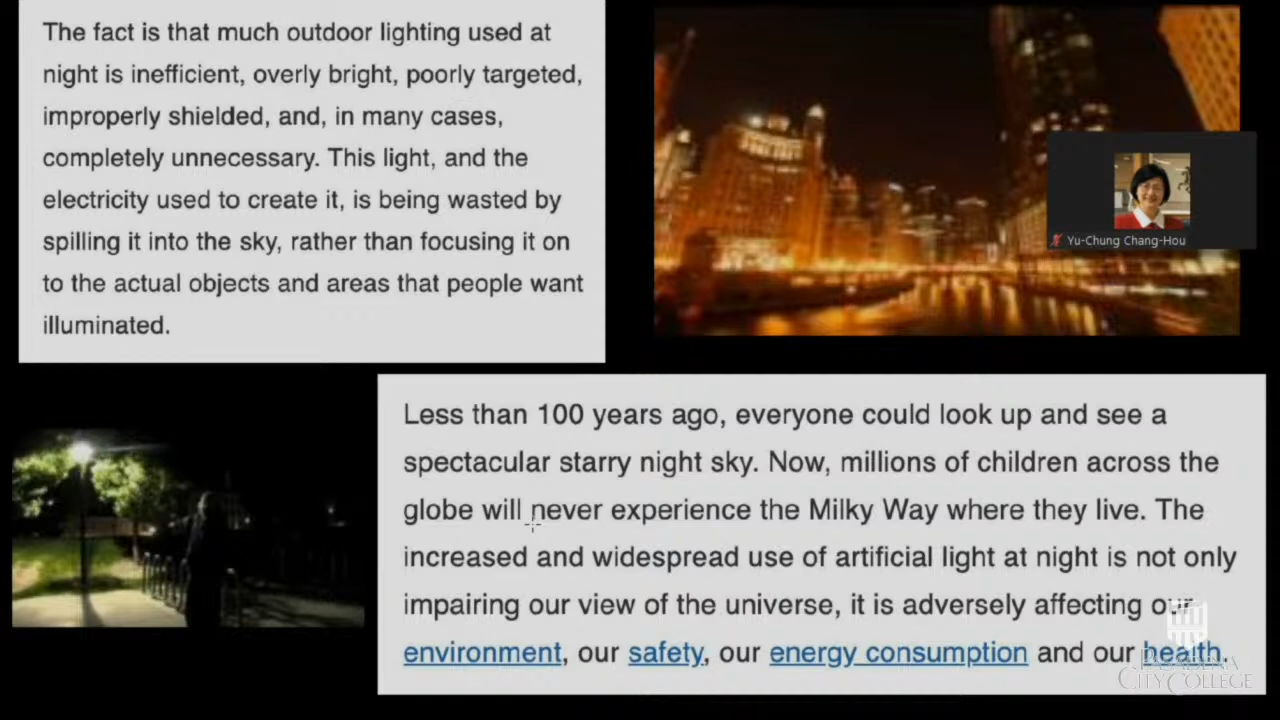 The fact is that much outdoor lighting used at
night is inefficient, overly bright, poorly targeted,
improperly shielded, and, in many cases,
completely unnecessary. This light, and the
electricity used to create it, is being wasted by
spilling it into the sky, rather than focusing it on
to the actual objects and areas that people want
illuminated.
Yu-Chung Chang-Hou
Less than 100 years ago, everyone could look up and see a
spectacular starry night sky. Now, millions of children across the
globe will never experience the Milky Way where they live. The
increased and widespread use of artificial light at night is not only
impairing our view of the universe, it is adversely affecting our
environment, our safety, our energy consumption and our health.
PASADENA
CITY COLLEGE